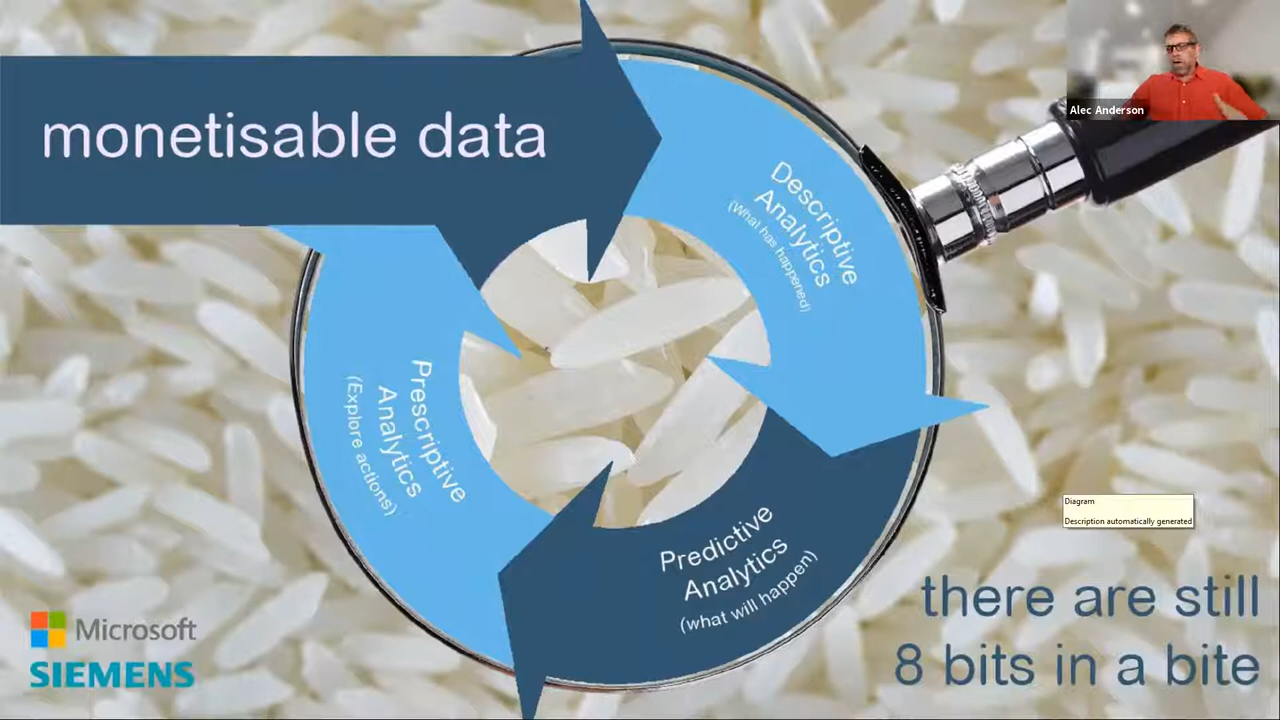 monetisable data
Alec Anderson
Descriptive
Analytics
(What has happened)
Prescriptive
Analytics
(Explore actions)
Predictive
Analytics
(what will happen)
Diagram
Description automatically generated
there are still
8 bits in a bite
Microsoft
SIEMENS